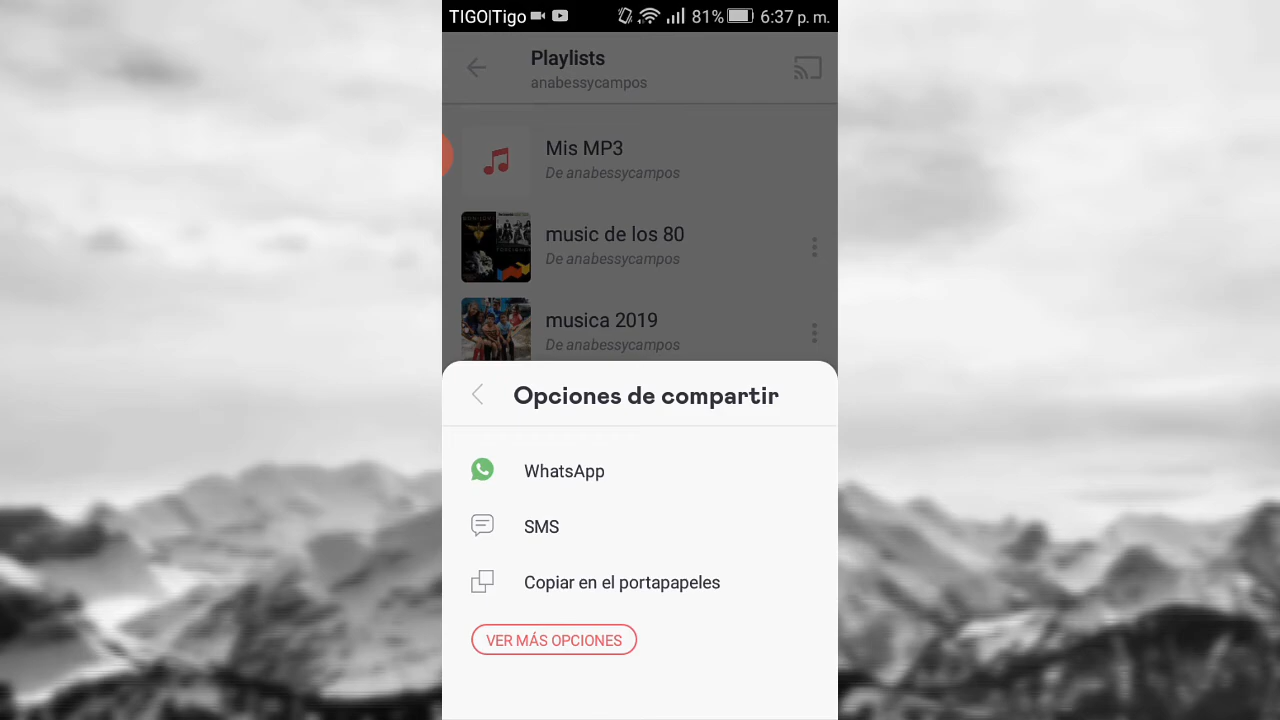 TIGO|Tigo 81% 6:37 p. m.
Playlists
anabessycampos
Mis MP3
De anabessycampos
music de los 80
De anabessycampos
musica 2019
De anabessycampos
Opciones de compartir
WhatsApp
SMS
Copiar en el portapapeles
VER MÁS OPCIONES